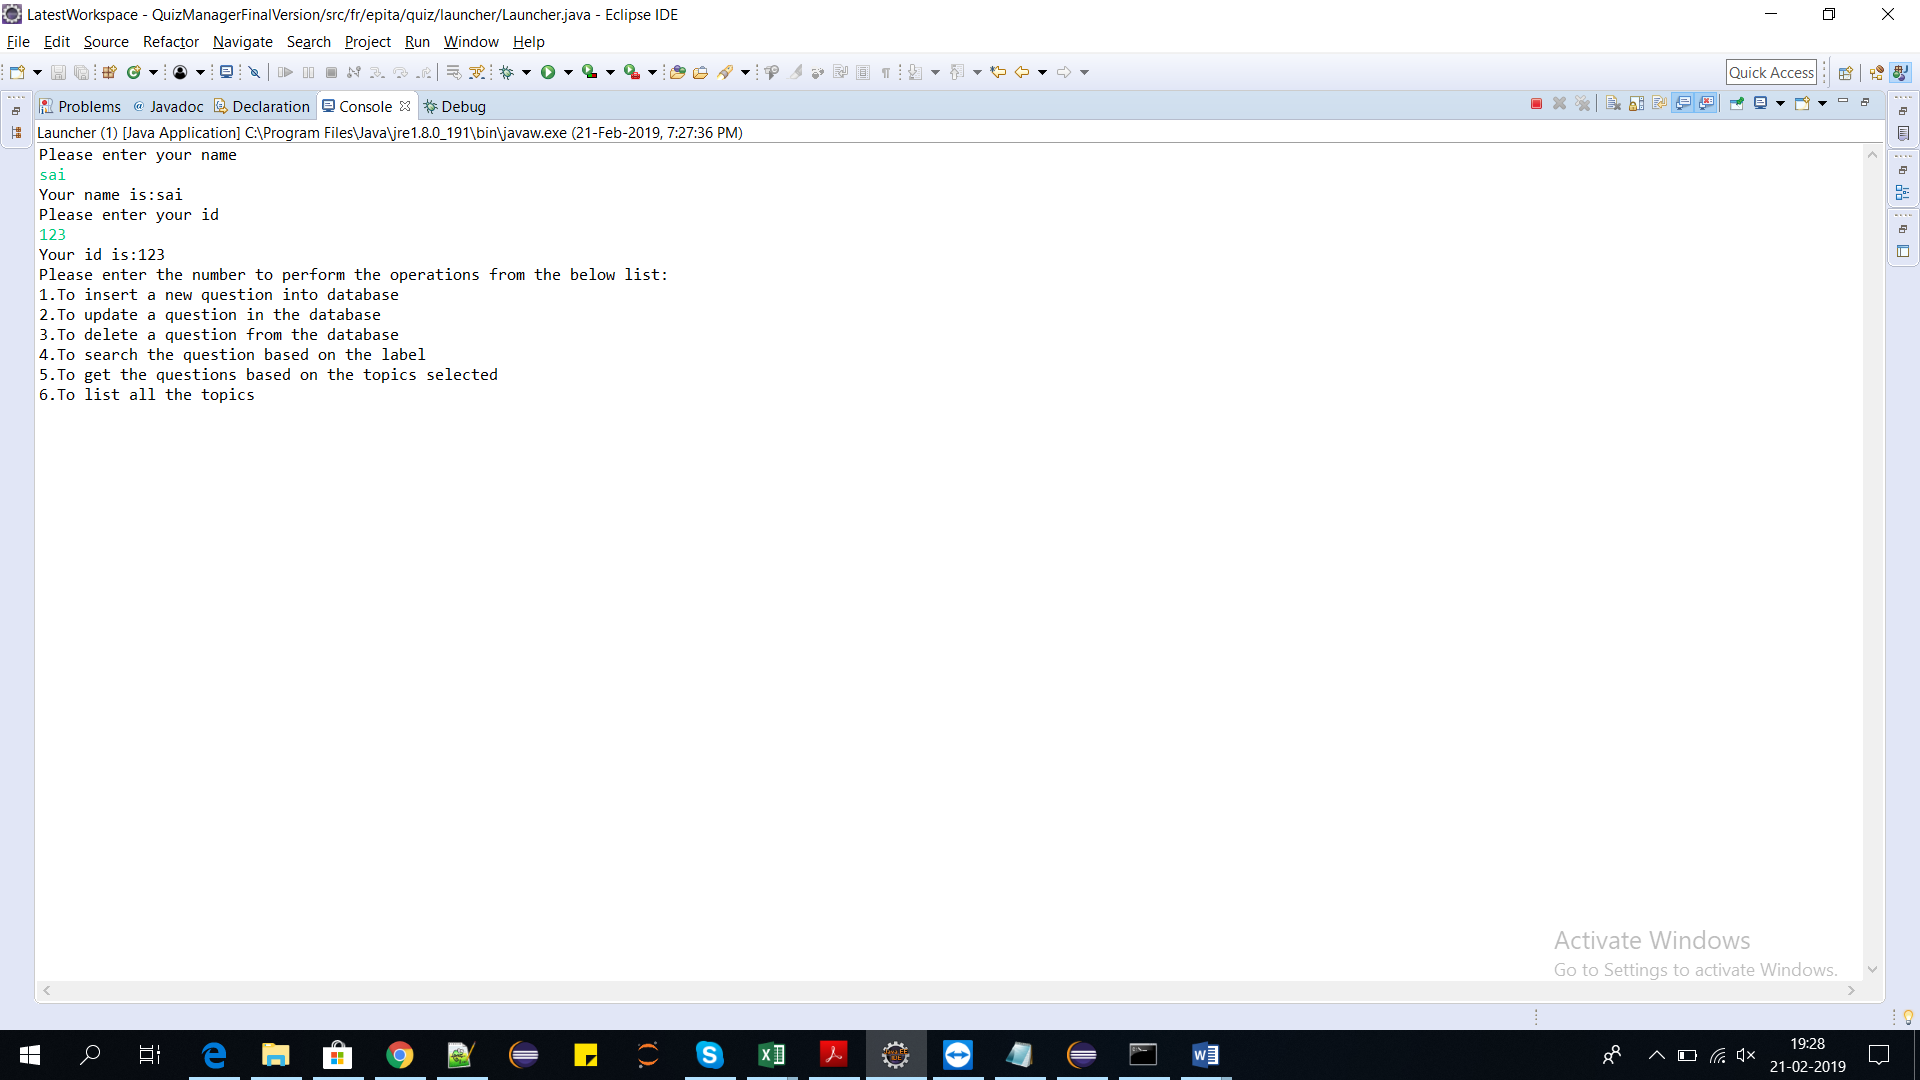 LatestWorkspace - QuizManagerFinalVersion/src/fr/epita/quiz/launcher/Launcher.java - Eclipse IDE
File Edit Source Refactor Navigate Search Project Run Window Help
Quick Access
Problems @ Javadoc Declaration Console Debug
Launcher (1) [Java Application] C:\Program Files\Java\jre1.8.0_191\bin\javaw.exe (21-Feb-2019, 7:27:36 PM)
Please enter your name
sai
Your name is:sai
Please enter your id
123
Your id is:123
Please enter the number to perform the operations from the below list:
1.To insert a new question into database
2.To update a question in the database
3.To delete a question from the database
4.To search the question based on the label
5.To get the questions based on the topics selected
6.To list all the topics
Activate Windows
Go to Settings to activate Windows.
19:28
21-02-2019